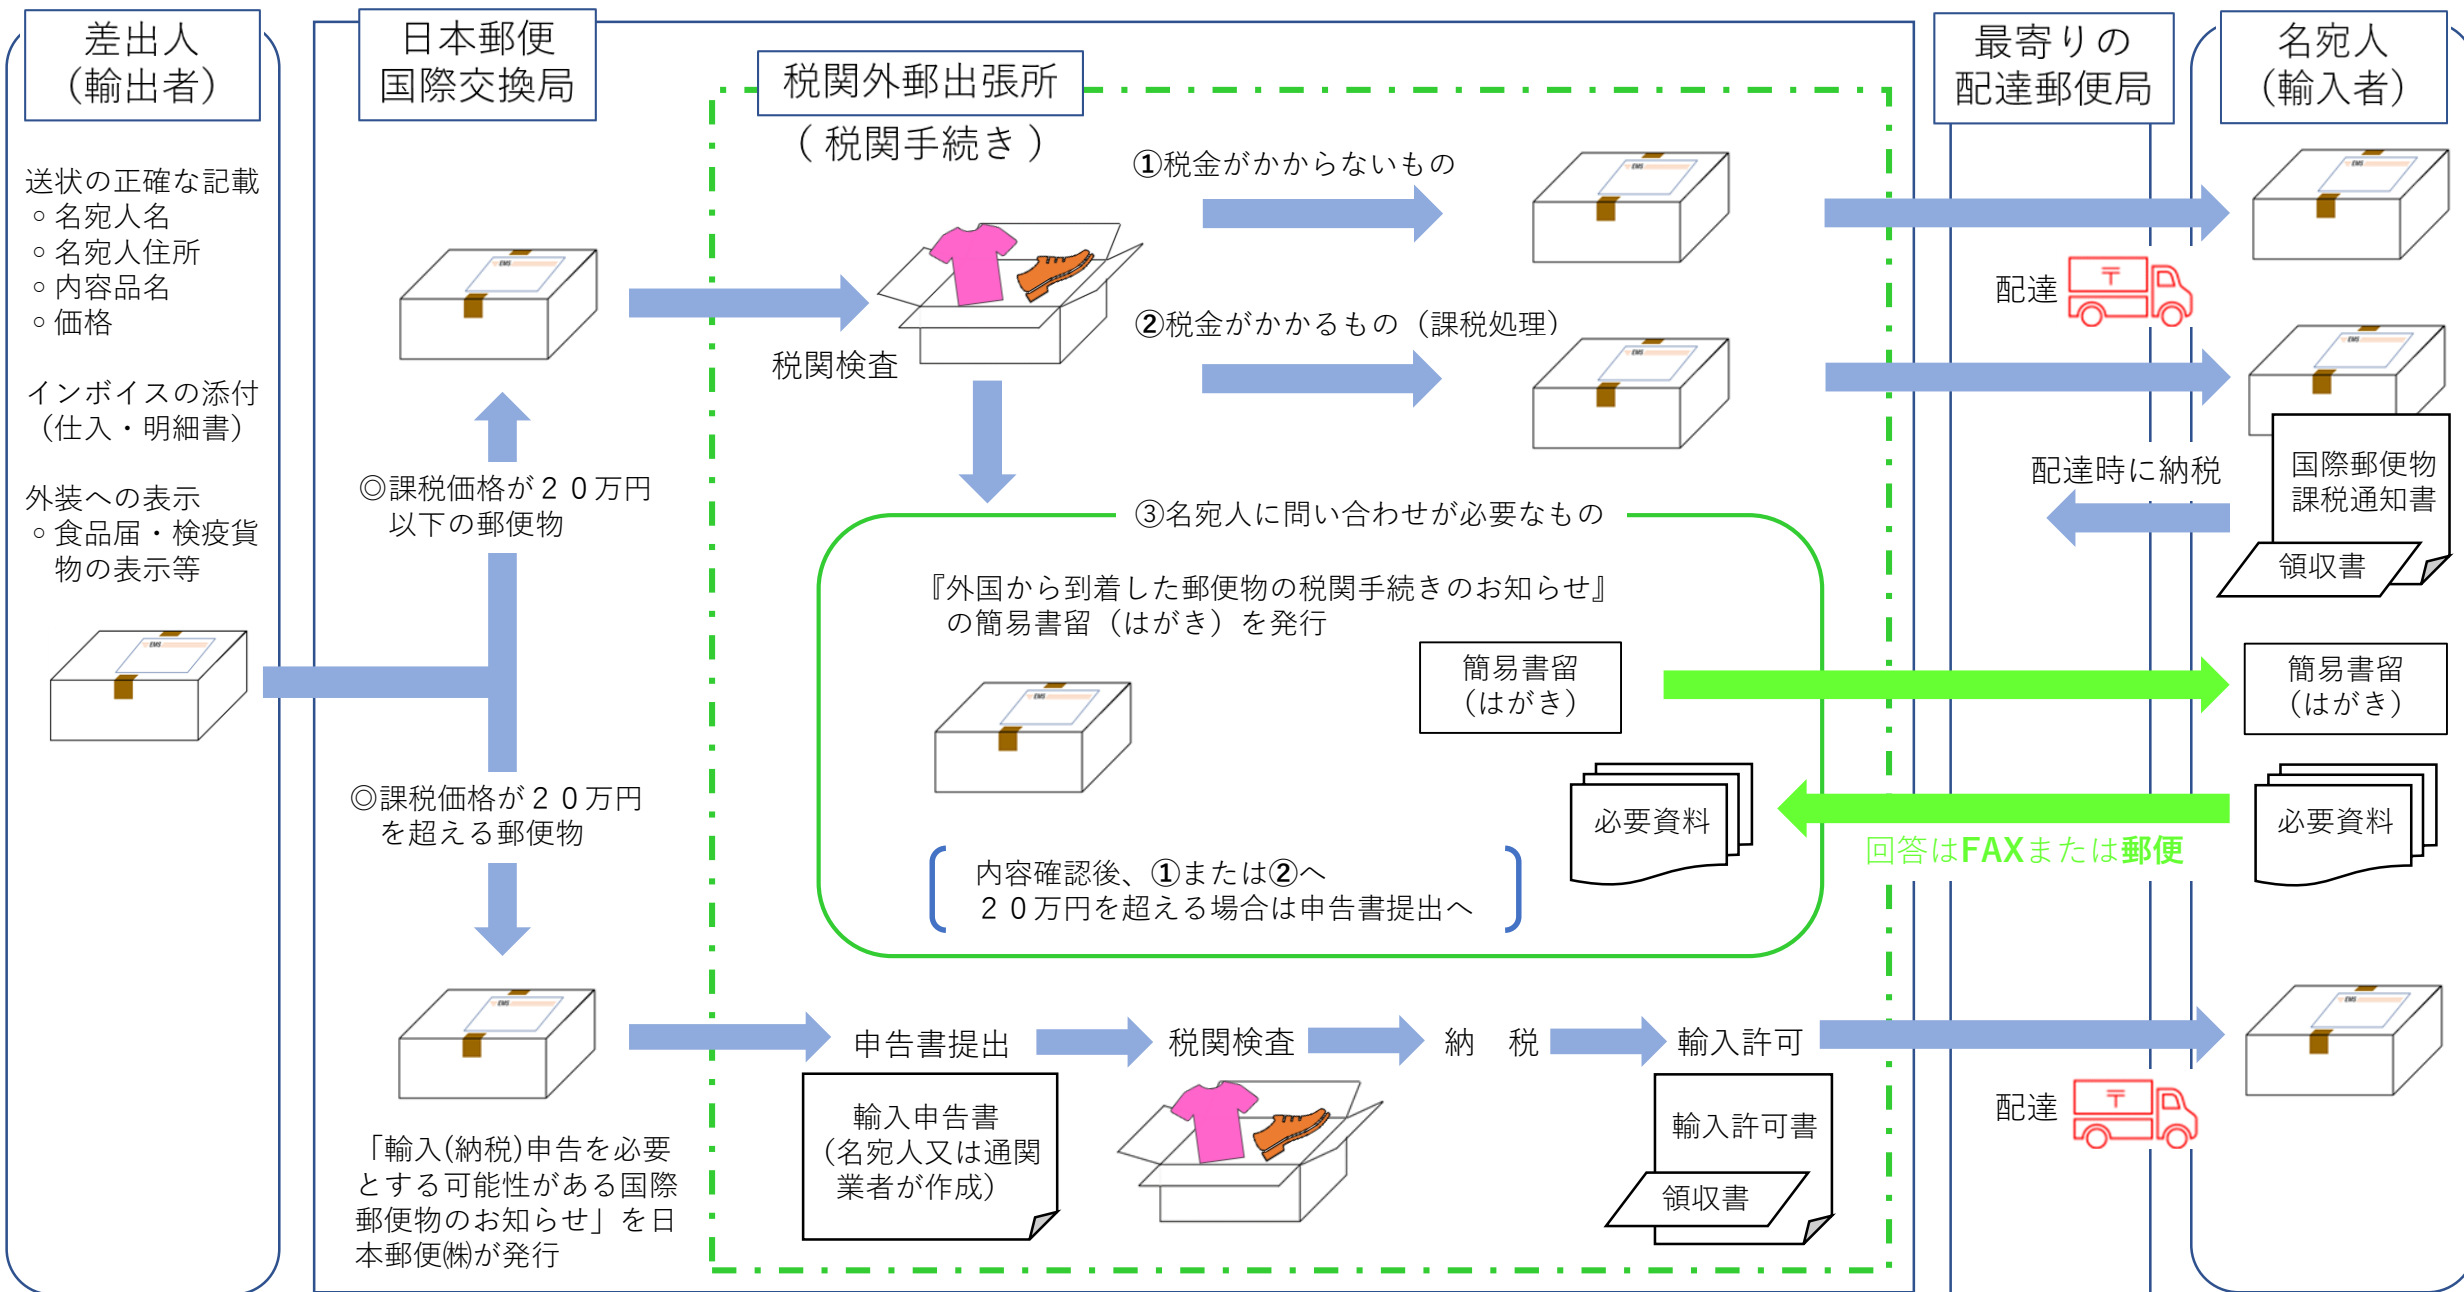 差出人
（輸出者）
送状の正確な記載
○名宛人名
○名宛人住所
○内容品名
○価格
インボイスの添付
（仕入・明細書）
外装への表示
○食品届・検疫貨
物の表示等
EMS
日本郵便
国際交換局
EMS
◎課税価格が２０万円
以下の郵便物
◎課税価格が２０万円
を超える郵便物
EMS
「輸入(納税)申告を必要
とする可能性がある国際
郵便物のお知らせ」を日
本郵便㈱が発行
税関外郵出張所
（税関手続き）
税関検査
①税金がかからないもの
EMS
②税金がかかるもの（課税処理）
EMS
③名宛人に問い合わせが必要なもの
『外国から到着した郵便物の税関手続きのお知らせ』
の簡易書留（はがき）を発行
EMS
簡易書留
（はがき）
必要資料
内容確認後、①または②へ
２０万円を超える場合は申告書提出へ
申告書提出
税関検査
納　税
輸入許可
輸入申告書
（名宛人又は通関
業者が作成）
輸入許可書
領収書
最寄りの
配達郵便局
配達
〒
配達時に納税
回答はFAXまたは郵便
配達
〒
名宛人
（輸入者）
EMS
EMS
国際郵便物
課税通知書
領収書
簡易書留
（はがき）
必要資料
EMS